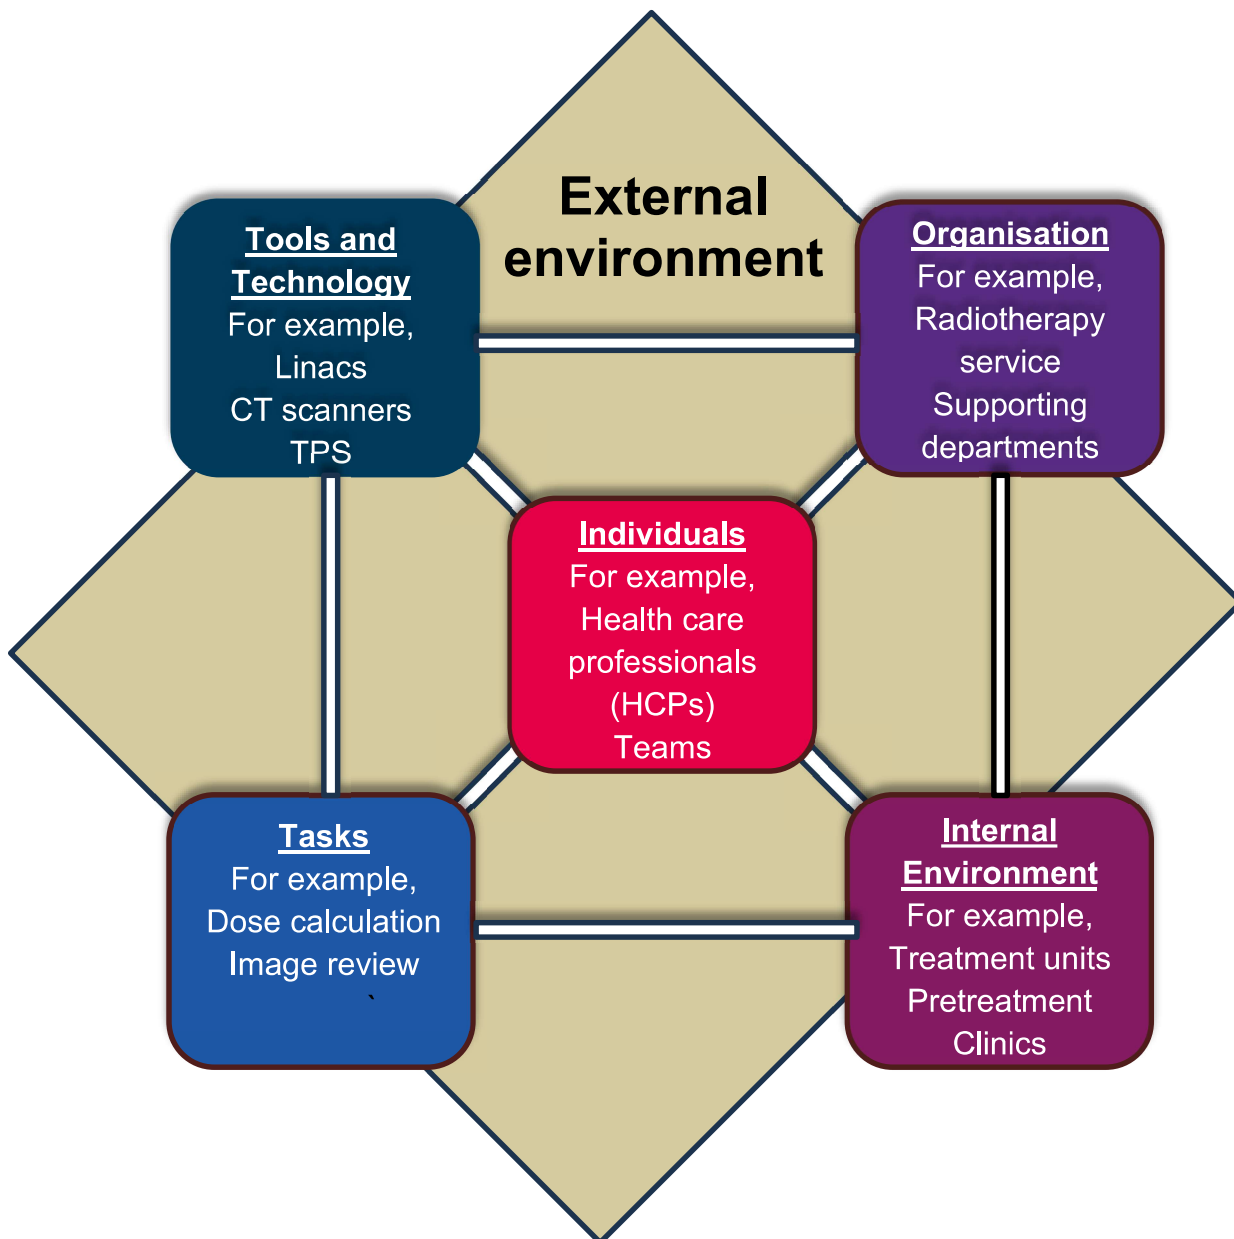 External
environment
Tools and
Technology
For example,
Linacs
CT scanners
TPS
Organisation
For example,
Radiotherapy
service
Supporting
departments
Individuals
For example,
Health care
professionals
(HCPs)
Teams
Tasks
For example,
Dose calculation
Image review
`
Internal
Environment
For example,
Treatment units
Pretreatment
Clinics